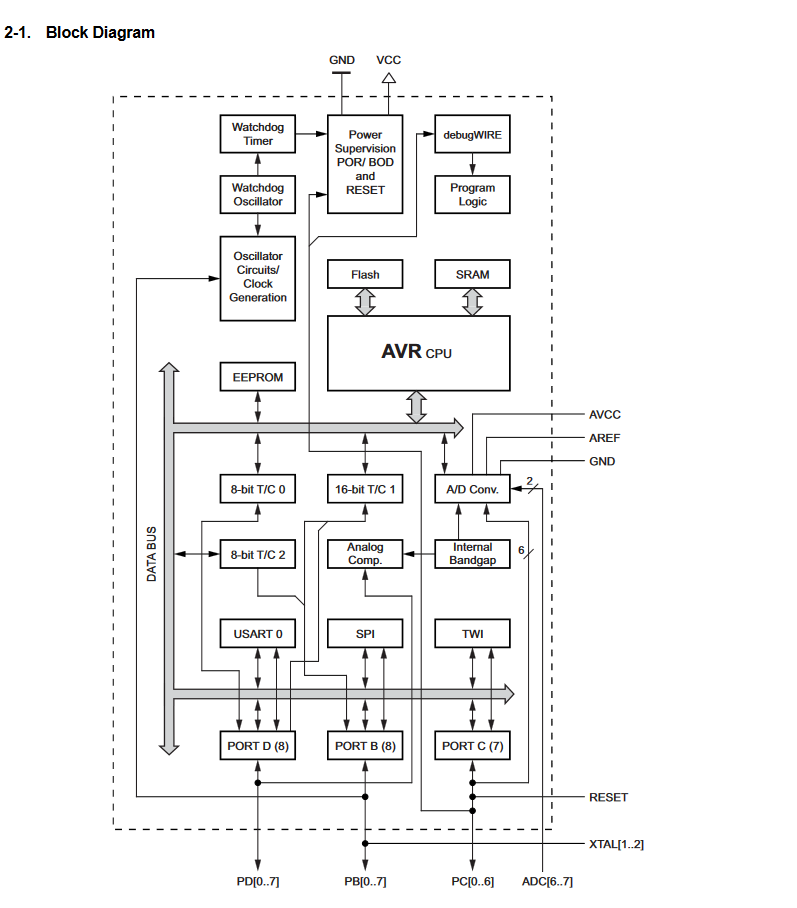 2-1. Block Diagram
GND VCC
Watchdog
Timer
Power
Supervision
POR/ BOD
and
RESET
debugWIRE
Watchdog
Oscillator
Program
Logic
Oscillator
Circuits/
Clock
Generation
Flash
SRAM
AVR CPU
EEPROM
AVCC
AREF
GND
8-bit T/C 0
16-bit T/C 1
A/D Conv.
2
DATA BUS
8-bit T/C 2
Analog
Comp.
Internal
Bandgap
6
USART 0
SPI
TWI
PORT D (8)
PORT B (8)
PORT C (7)
RESET
XTAL[1..2]
PD[0..7]
PB[0..7]
PC[0..6]
ADC[6..7]